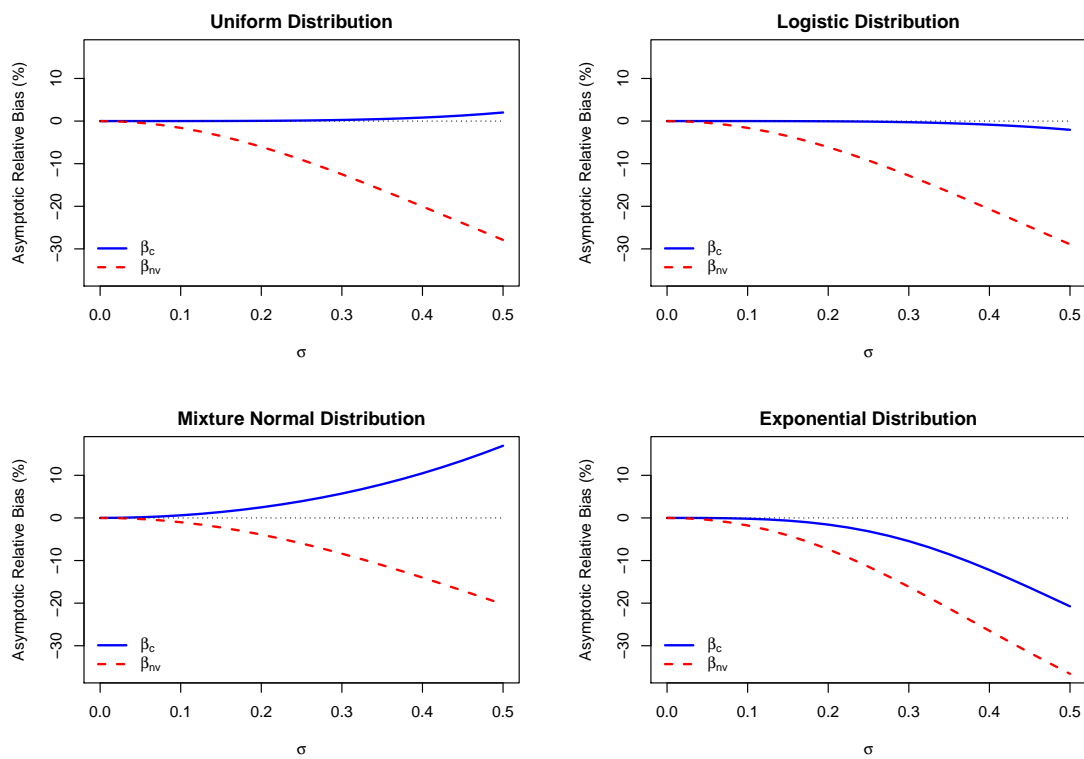 Uniform Distribution
Asymptotic Relative Bias (%)
10
0
−10
−20
−30
βc
βnv
0.0 0.1 0.2 0.3 0.4 0.5
σ
Logistic Distribution
Asymptotic Relative Bias (%)
10
0
−10
−20
−30
βc
βnv
0.0 0.1 0.2 0.3 0.4 0.5
σ
Mixture Normal Distribution
Asymptotic Relative Bias (%)
10
0
−10
−20
−30
βc
βnv
0.0 0.1 0.2 0.3 0.4 0.5
σ
Exponential Distribution
Asymptotic Relative Bias (%)
10
0
−10
−20
−30
βc
βnv
0.0 0.1 0.2 0.3 0.4 0.5
σ